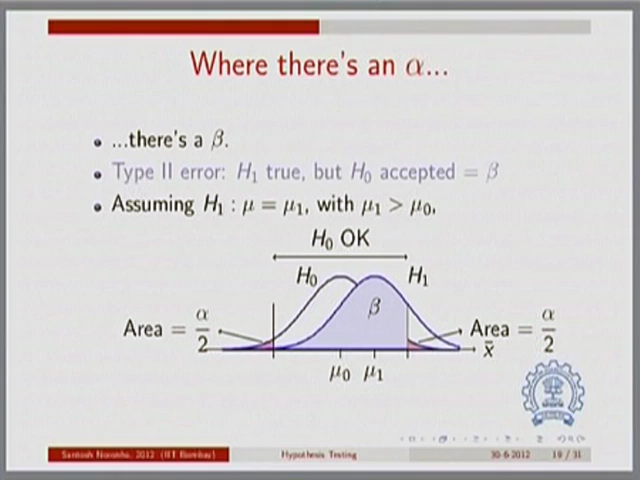 Where there's an α...
...there's a β.
Type II error: H₁ true, but H₀ accepted = β
Assuming H₁ : μ = μ₁, with μ₁ > μ₀,
H₀ OK
H₀
H₁
β
Area = α/2
Area = α/2
x̄
μ₀ μ₁
Santosh Noronha, 2012 (IIT Bombay)
Hypothesis Testing
30-6-2012
19 / 31